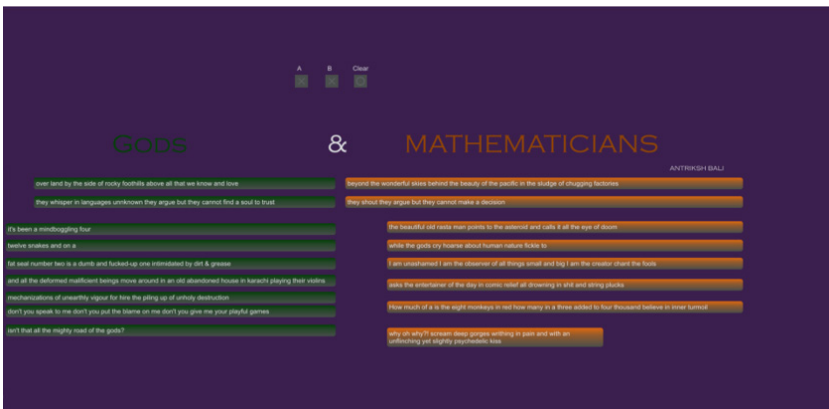 A B Clear
GODS & MATHEMATICIANS
ANTRIKSH BALI
over land by the side of rocky foothills above all that we know and love
beyond the wonderful skies behind the beauty of the pacific in the sludge of chugging factories
they whisper in languages unnknown they argue but they cannot find a soul to trust
they shout they argue but they cannot make a decision
it's been a mindboggling four
the beautiful old rasta man points to the asteroid and calls it all the eye of doom
twelve snakes and on a
while the gods cry hoarse about human nature fickle to
fat seal number two is a dumb and fucked-up one intimidated by dirt & grease
I am unashamed I am the observer of all things small and big I am the creator chant the fools
and all the deformed malificient beings move around in an old abandoned house in karachi playing their violins
asks the entertainer of the day in comic relief all drowning in shit and string plucks
mechanizations of unearthly vigour for hire the piling up of unholy destruction
How much of a is the eight monkeys in red how many in a three added to four thousand believe in inner turmoil
don't you speak to me don't you put the blame on me don't you give me your playful games
isn't that all the mighty road of the gods?
why oh why?! scream deep gorges writhing in pain and with an
unflinching yet slightly psychedelic kiss